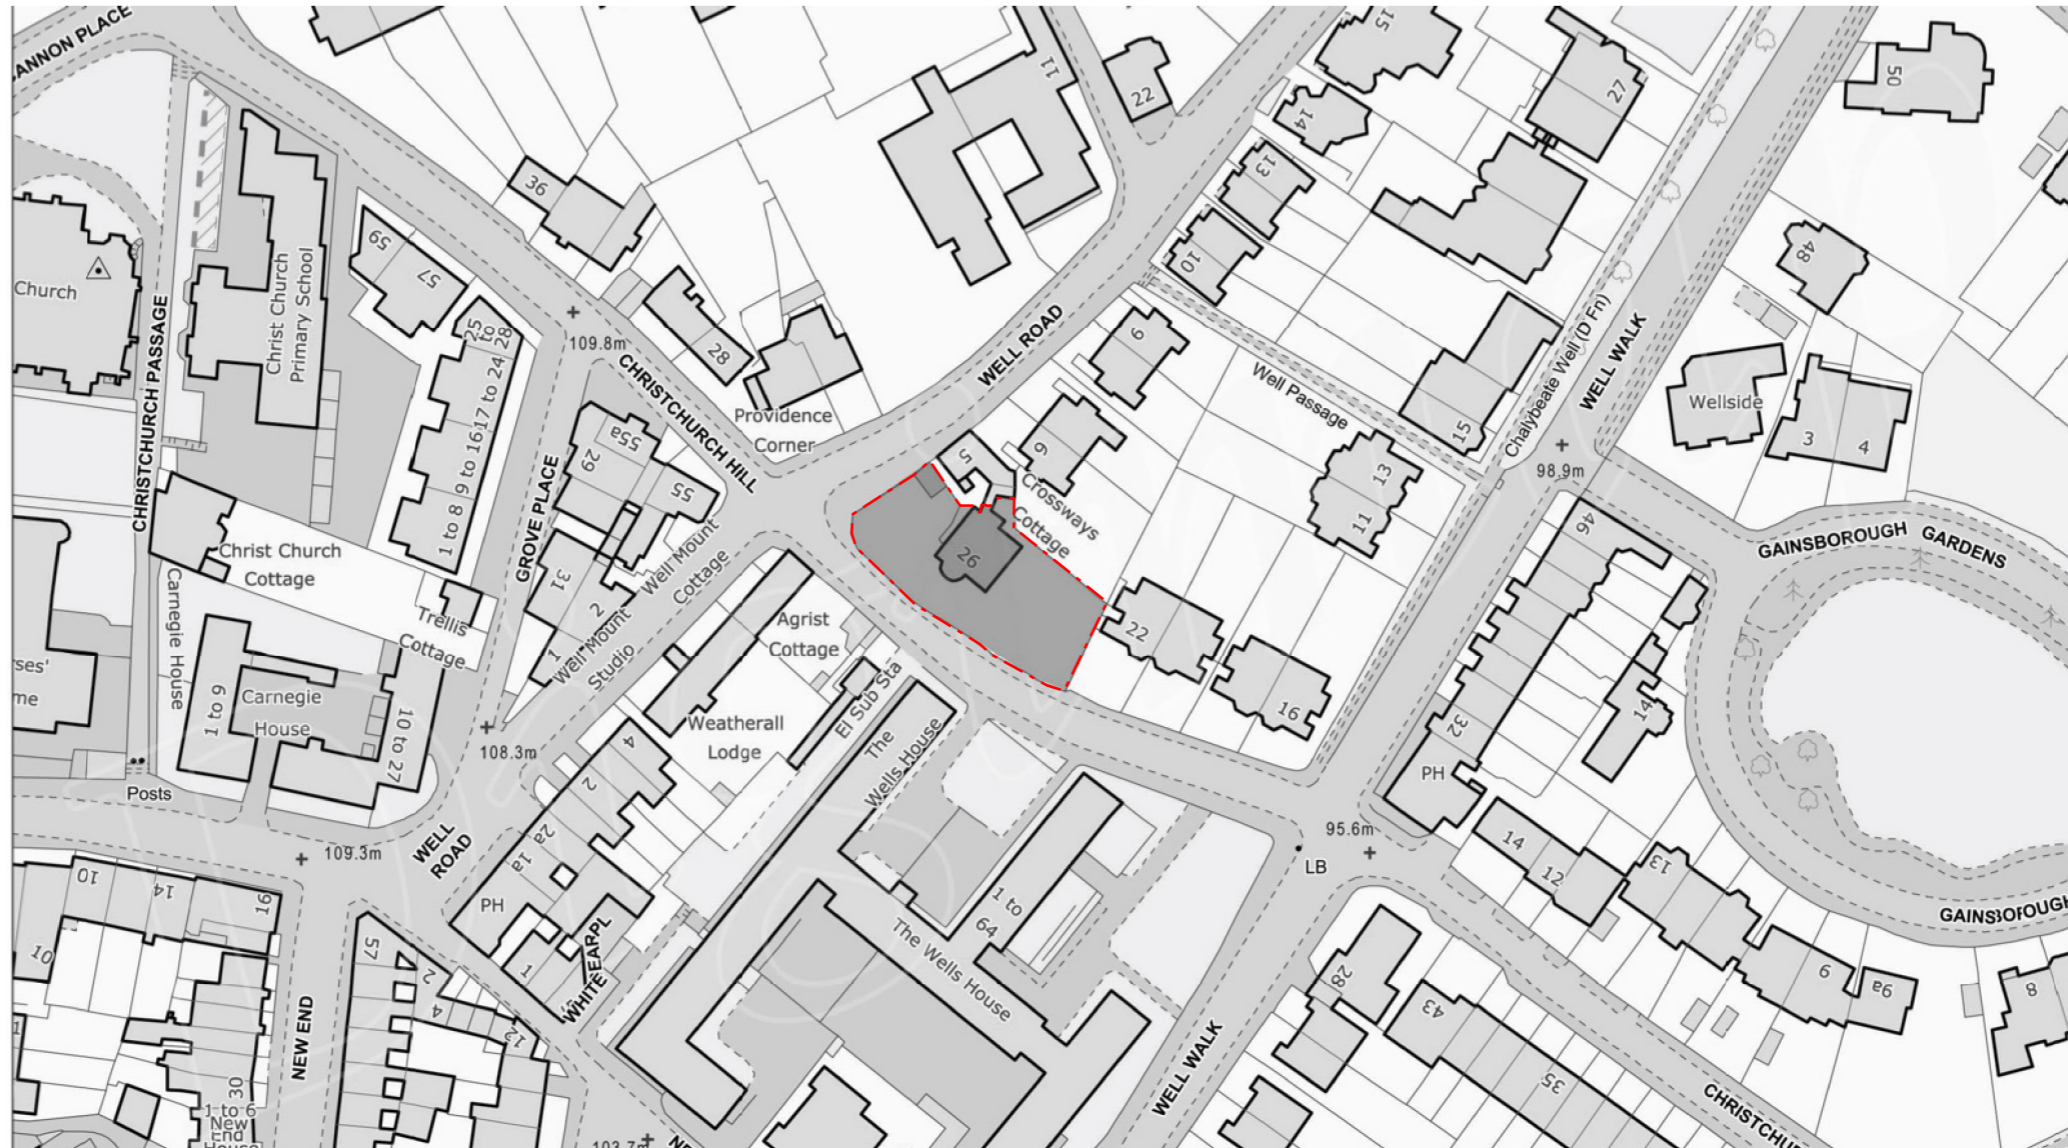 CANNON PLACE
11
22
15
27
50
14
13
36
10
59
57
Church
Christ Church
Primary School
48
CHRISTCHURCH PASSAGE
109.8m
25
to
28
17 to 24
9 to 16
1 to 8
28
WELL ROAD
6
Well Passage
Chalybeate Well (D Fn)
WELL WALK
CHRISTCHURCH HILL
Providence
Corner
Wellside
3
4
55a
29
55
5
Crossways
Cottage
15
13
11
98.9m
GROVE PLACE
Christ Church
Cottage
Well Mount
Cottage
26
46
GAINSBOROUGH GARDENS
31
2
1
Well Mount
Studio
Trellis
Cottage
Agrist
Cottage
22
16
Carnegie House
1 to 9
Carnegie
House
10 to 27
108.3m
Weatherall
Lodge
El Sub Sta
The
Wells House
32
14
PH
Posts
4
2
2a
1a
PH
WELL
ROAD
109.3m
95.6m
LB
14
12
13
10
14
16
10
1 to
64
The Wells House
GAINSBOROUGH
6
9a
8
57
2
4
12
1
NEW END
28
43
35
WELL WALK
30
1 to 6
New
End
House
103.7m